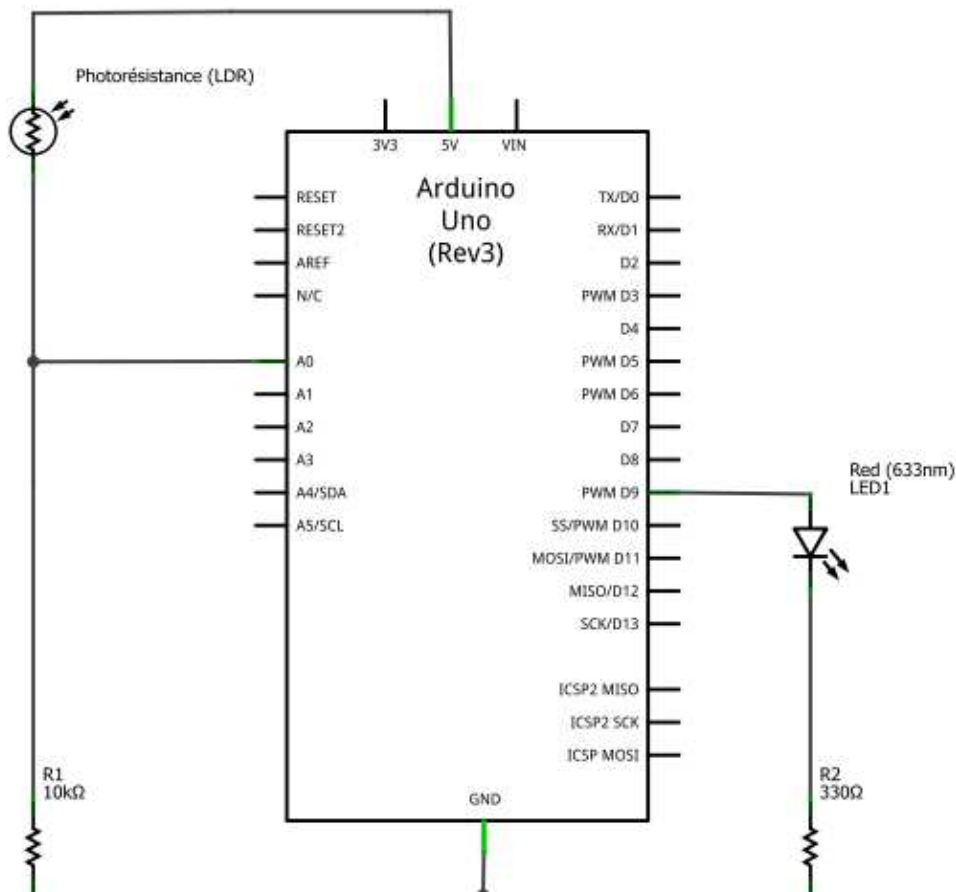 Photorésistance (LDR)
3V3
5V
VIN
Arduino
Uno
(Rev3)
RESET
RESET2
AREF
N/C
A0
A1
A2
A3
A4/SDA
A5/SCL
TX/D0
RX/D1
D2
PWM D3
D4
PWM D5
PWM D6
D7
D8
PWM D9
SS/PWM D10
MOSI/PWM D11
MISO/D12
SCK/D13
ICSP2 MISO
ICSP2 SCK
ICSP MOSI
GND
Red (633nm)
LED1
R1
10kΩ
R2
330Ω